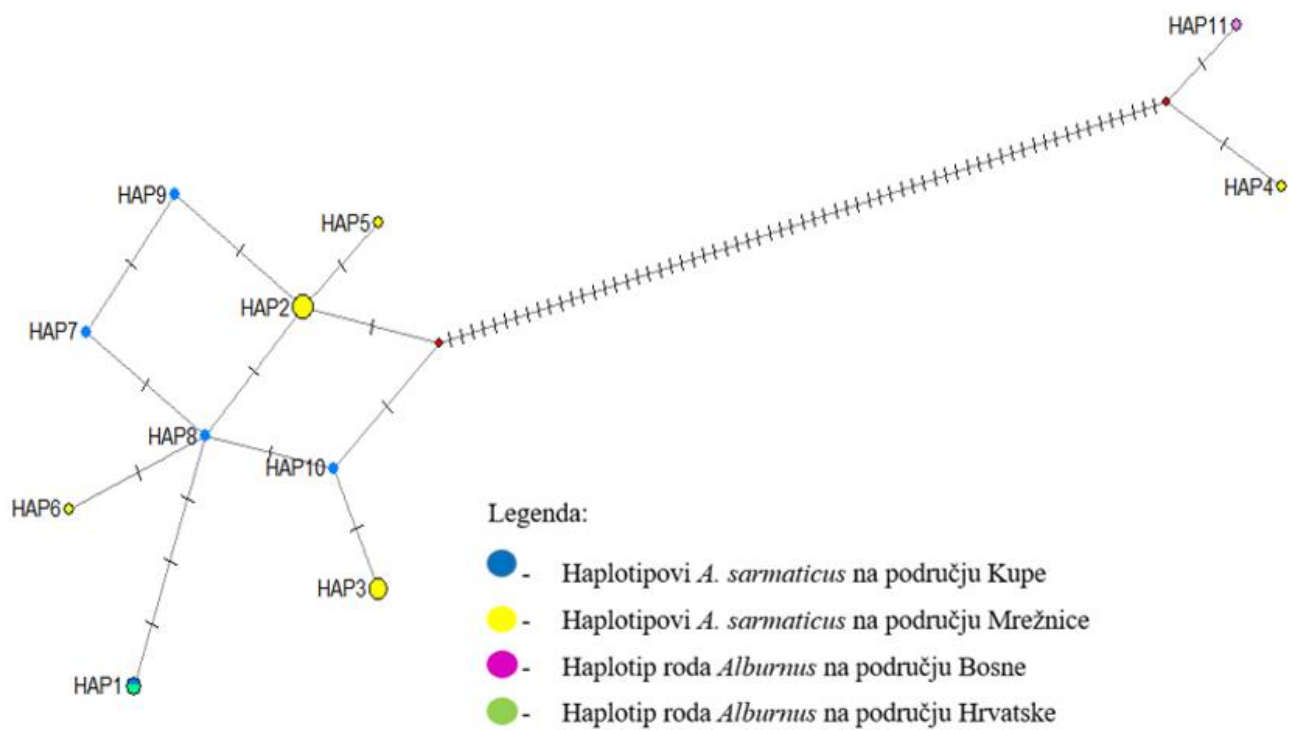 HAP11
HAP4
HAP9
HAP5
HAP2
HAP7
HAP8
HAP10
HAP6
HAP3
HAP1
Legenda:
- Haplotipovi A. sarmaticus na području Kupe
- Haplotipovi A. sarmaticus na području Mrežnice
- Haplotip roda Alburnus na području Bosne
- Haplotip roda Alburnus na području Hrvatske